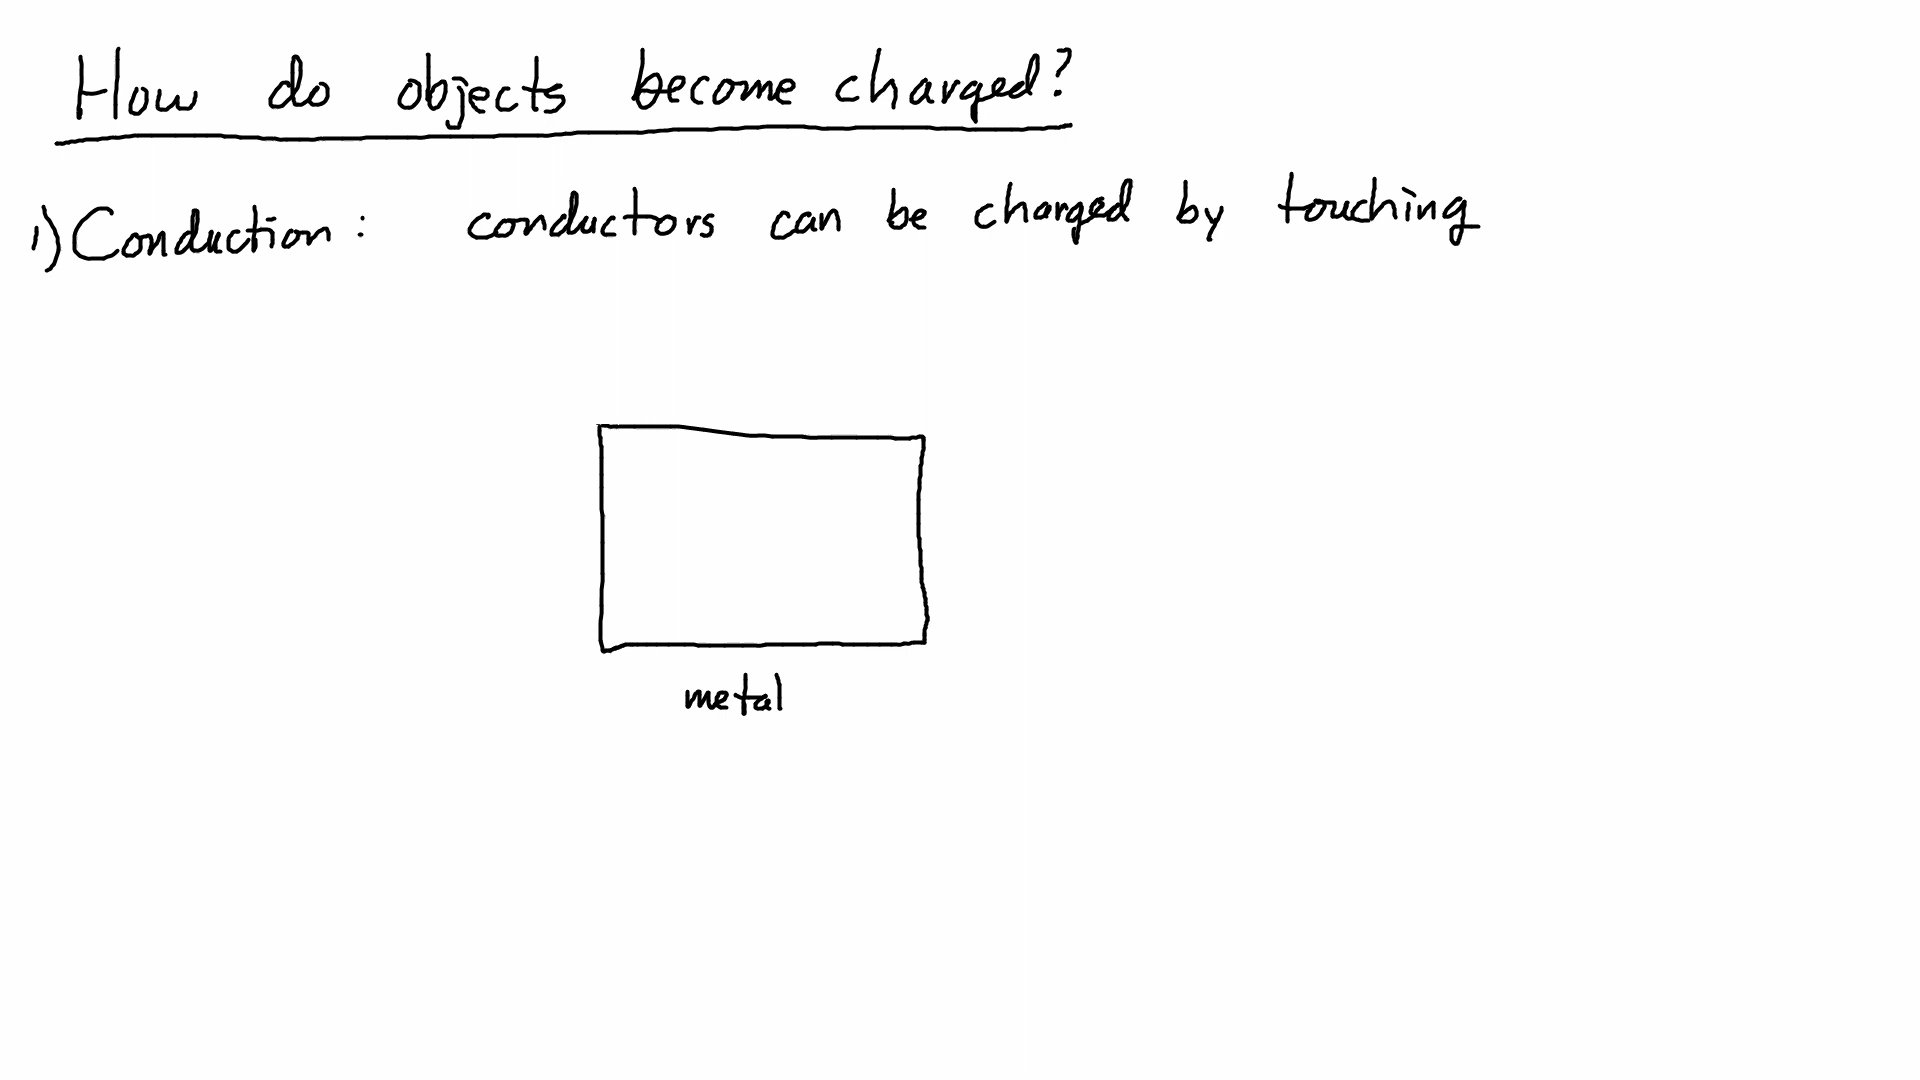 How do objects become charged?
1) Conduction: conductors can be charged by touching
metal